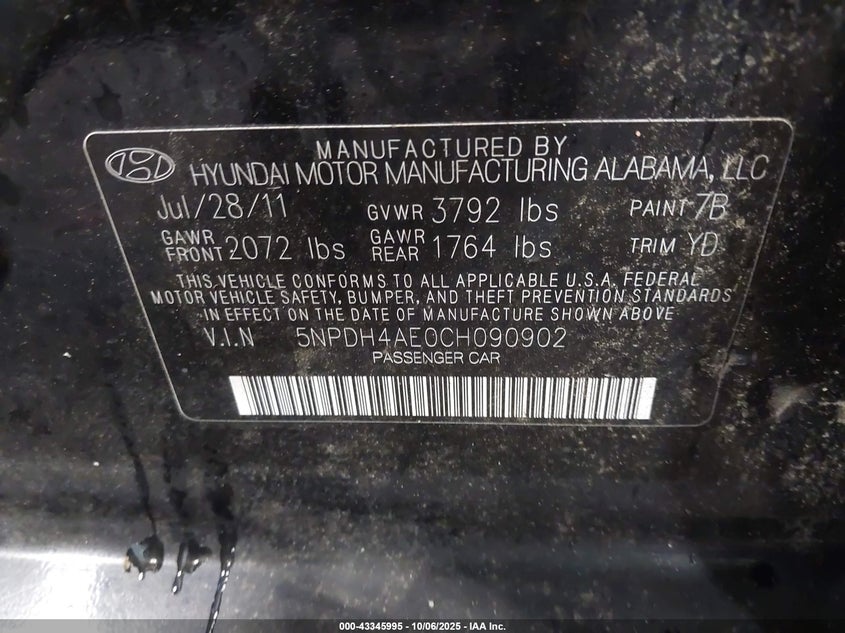 MANUFACTURED BY
HYUNDAI MOTOR MANUFACTURING ALABAMA, LLC
Jul/28/11 GVWR 3792 lbs PAINT 7B
GAWR FRONT 2072 lbs GAWR REAR 1764 lbs TRIM YD
THIS VEHICLE CONFORMS TO ALL APPLICABLE U.S.A. FEDERAL
MOTOR VEHICLE SAFETY, BUMPER, AND THEFT PREVENTION STANDARDS
IN EFFECT ON THE DATE OF MANUFACTURE SHOWN ABOVE
V.I.N 5NPDH4AE0CH090902
PASSENGER CAR
000-43345995 - 10/06/2025 - IAA Inc.